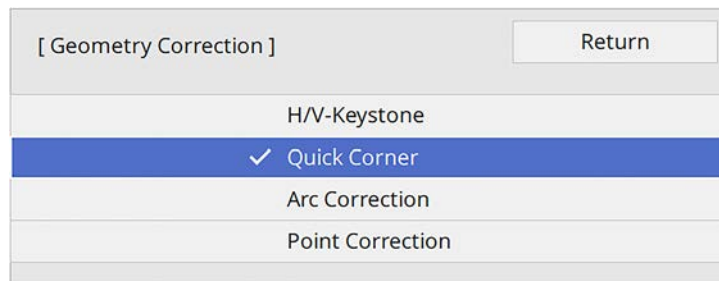 [ Geometry Correction ]
Return
H/V-Keystone
Quick Corner
Arc Correction
Point Correction